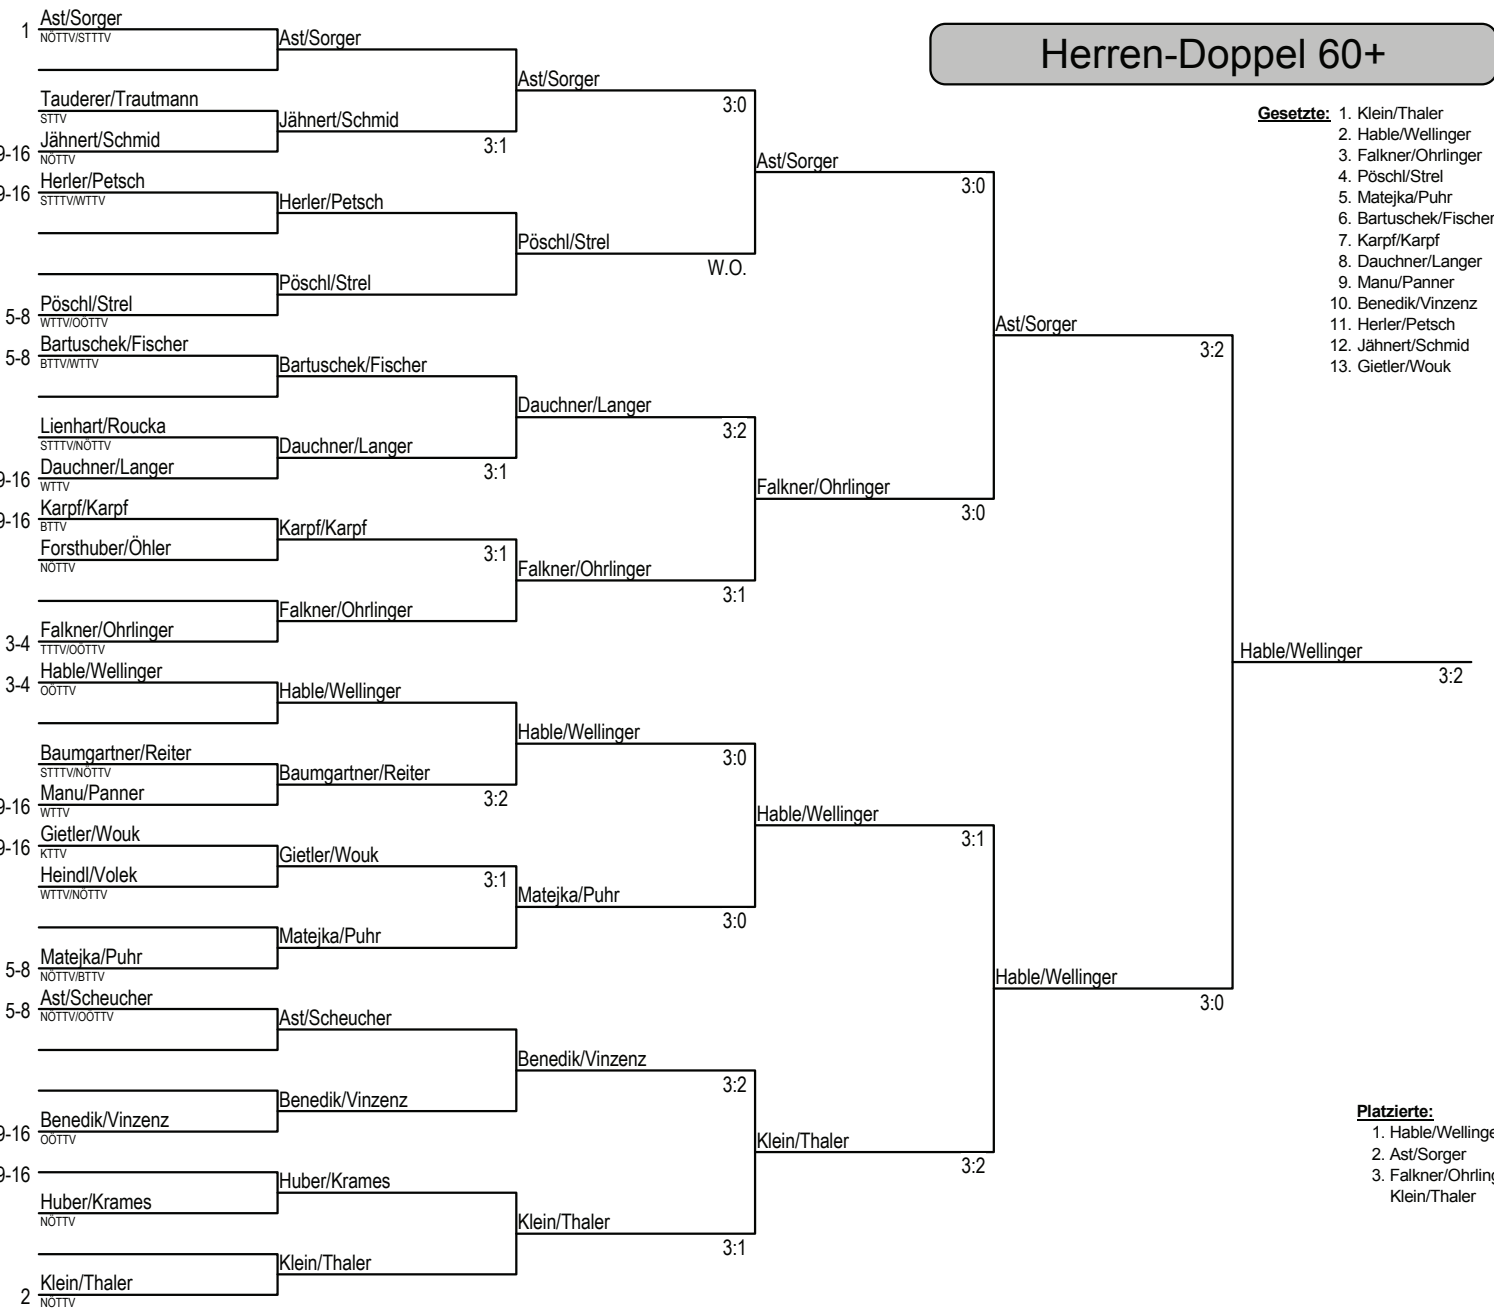 Herren-Doppel 60+
Gesetzte: 1. Klein/Thaler
2. Hable/Wellinger
3. Falkner/Ohrlinger
4. Pöschl/Strel
5. Matejka/Puhr
6. Bartuschek/Fischer
7. Karpf/Karpf
8. Dauchner/Langer
9. Manu/Panner
10. Benedik/Vinzenz
11. Herler/Petsch
12. Jähnert/Schmid
13. Gietler/Wouk
1 Ast/Sorger
NÖTTV/STTTV
Tauderer/Trautmann
STTV
9-16 Jähnert/Schmid
NÖTTV
9-16 Herler/Petsch
STTTV/WTTV
5-8 Pöschl/Strel
WTTV/OÖTTV
5-8 Bartuschek/Fischer
BTTV/WTTV
Lienhart/Roucka
STTTV/NÖTTV
9-16 Dauchner/Langer
WTTV
9-16 Karpf/Karpf
BTTV
Forsthuber/Öhler
NÖTTV
3-4 Falkner/Ohrlinger
TTTV/OÖTTV
3-4 Hable/Wellinger
OÖTTV
Baumgartner/Reiter
STTTV/NÖTTV
9-16 Manu/Panner
WTTV
9-16 Gietler/Wouk
KTTV
Heindl/Volek
WTTV/NÖTTV
5-8 Matejka/Puhr
NÖTTV/BTTV
5-8 Ast/Scheucher
NÖTTV/OÖTTV
9-16 Benedik/Vinzenz
OÖTTV
9-16
Huber/Krames
NÖTTV
2 Klein/Thaler
NÖTTV
Ast/Sorger
Jähnert/Schmid
3:1
Herler/Petsch
Pöschl/Strel
Bartuschek/Fischer
Dauchner/Langer
3:1
Karpf/Karpf
3:1
Falkner/Ohrlinger
Hable/Wellinger
Baumgartner/Reiter
3:2
Gietler/Wouk
3:1
Matejka/Puhr
Ast/Scheucher
Benedik/Vinzenz
Huber/Krames
Klein/Thaler
Ast/Sorger
3:0
Pöschl/Strel
W.O.
Dauchner/Langer
3:2
Falkner/Ohrlinger
3:1
Hable/Wellinger
3:0
Matejka/Puhr
3:0
Benedik/Vinzenz
3:2
Klein/Thaler
3:1
Ast/Sorger
3:0
Falkner/Ohrlinger
3:0
Hable/Wellinger
3:1
Klein/Thaler
3:2
Ast/Sorger
3:2
Hable/Wellinger
3:0
Hable/Wellinger
3:2
Platzierte:
1. Hable/Wellinge
2. Ast/Sorger
3. Falkner/Ohrling
Klein/Thaler